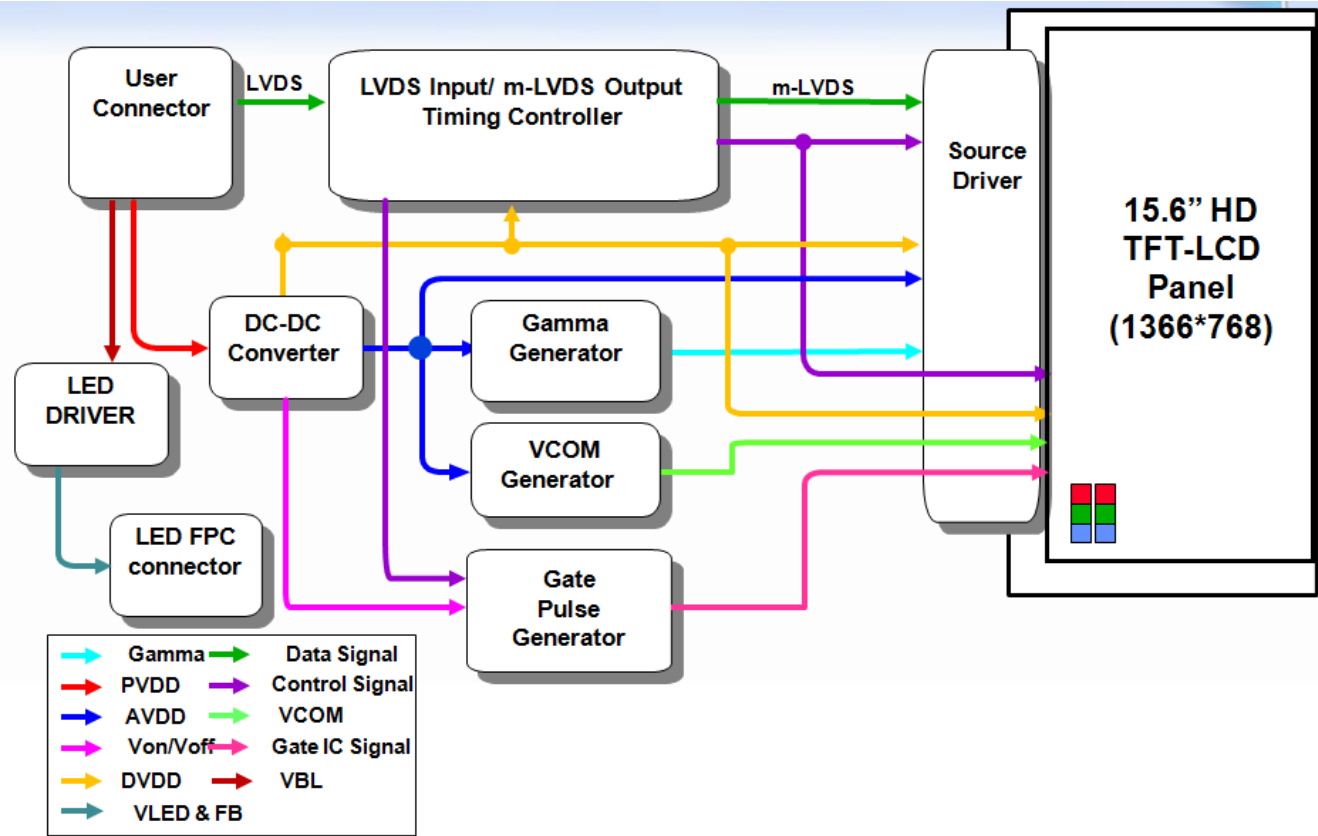 User
Connector
LVDS
LVDS Input/ m-LVDS Output
Timing Controller
m-LVDS
Source
Driver
15.6” HD
TFT-LCD
Panel
(1366*768)
DC-DC
Converter
Gamma
Generator
LED
DRIVER
VCOM
Generator
LED FPC
connector
Gate
Pulse
Generator
Gamma
Data Signal
PVDD
Control Signal
AVDD
VCOM
Von/Voff
Gate IC Signal
DVDD
VBL
VLED & FB